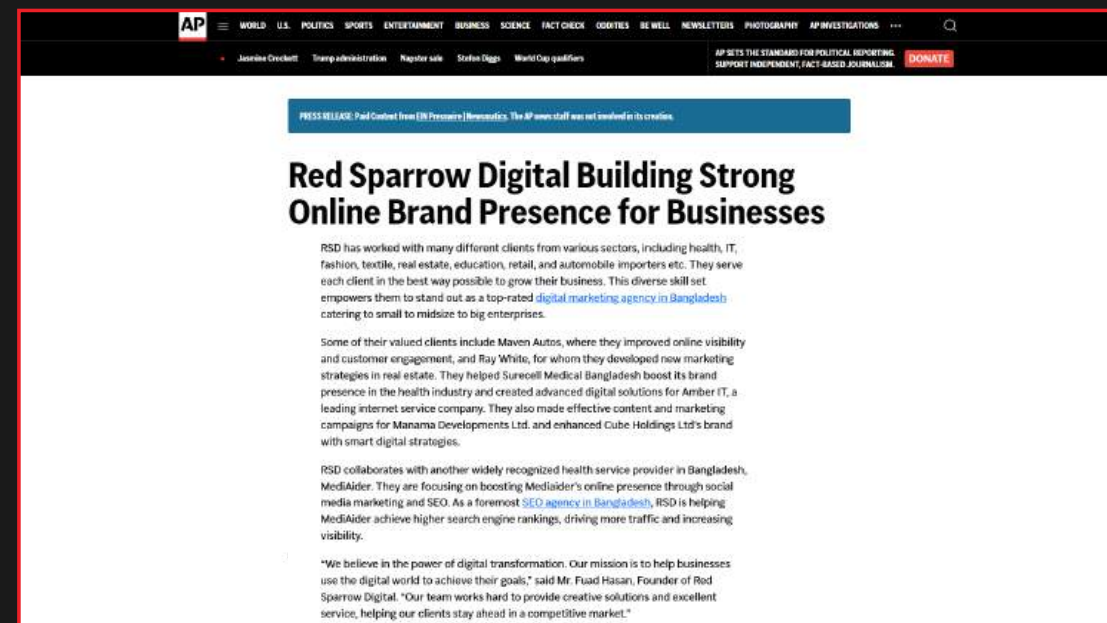 AP
WORLD U.S. POLITICS SPORTS ENTERTAINMENT BUSINESS SCIENCE FACT CHECK ODDITIES BE WELL NEWSLETTERS PHOTOGRAPHY AP INVESTIGATIONS ...
Jasmine Crockett Trump administration Napster sale Stefon Diggs World Cup qualifiers
AP SETS THE STANDARD FOR POLITICAL REPORTING.
SUPPORT INDEPENDENT, FACT-BASED JOURNALISM.
DONATE
PRESS RELEASE: Paid Content from EIN Presswire | Newsmatics. The AP news staff was not involved in its creation.
Red Sparrow Digital Building Strong
Online Brand Presence for Businesses
RSD has worked with many different clients from various sectors, including health, IT,
fashion, textile, real estate, education, retail, and automobile importers etc. They serve
each client in the best way possible to grow their business. This diverse skill set
empowers them to stand out as a top-rated digital marketing agency in Bangladesh
catering to small to midsize to big enterprises.
Some of their valued clients include Maven Autos, where they improved online visibility
and customer engagement, and Ray White, for whom they developed new marketing
strategies in real estate. They helped Surecell Medical Bangladesh boost its brand
presence in the health industry and created advanced digital solutions for Amber IT, a
leading internet service company. They also made effective content and marketing
campaigns for Manama Developments Ltd. and enhanced Cube Holdings Ltd's brand
with smart digital strategies.
RSD collaborates with another widely recognized health service provider in Bangladesh,
MediAider. They are focusing on boosting Mediaider's online presence through social
media marketing and SEO. As a foremost SEO agency in Bangladesh, RSD is helping
MediAider achieve higher search engine rankings, driving more traffic and increasing
visibility.
"We believe in the power of digital transformation. Our mission is to help businesses
use the digital world to achieve their goals," said Mr. Fuad Hasan, Founder of Red
Sparrow Digital. "Our team works hard to provide creative solutions and excellent
service, helping our clients stay ahead in a competitive market."